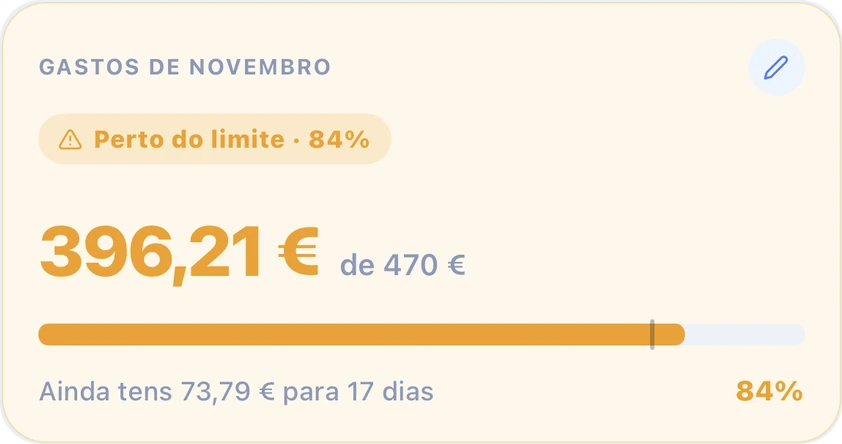 GASTOS DE NOVEMBRO
Perto do limite · 84%
396,21 € de 470 €
Ainda tens 73,79 € para 17 dias 84%